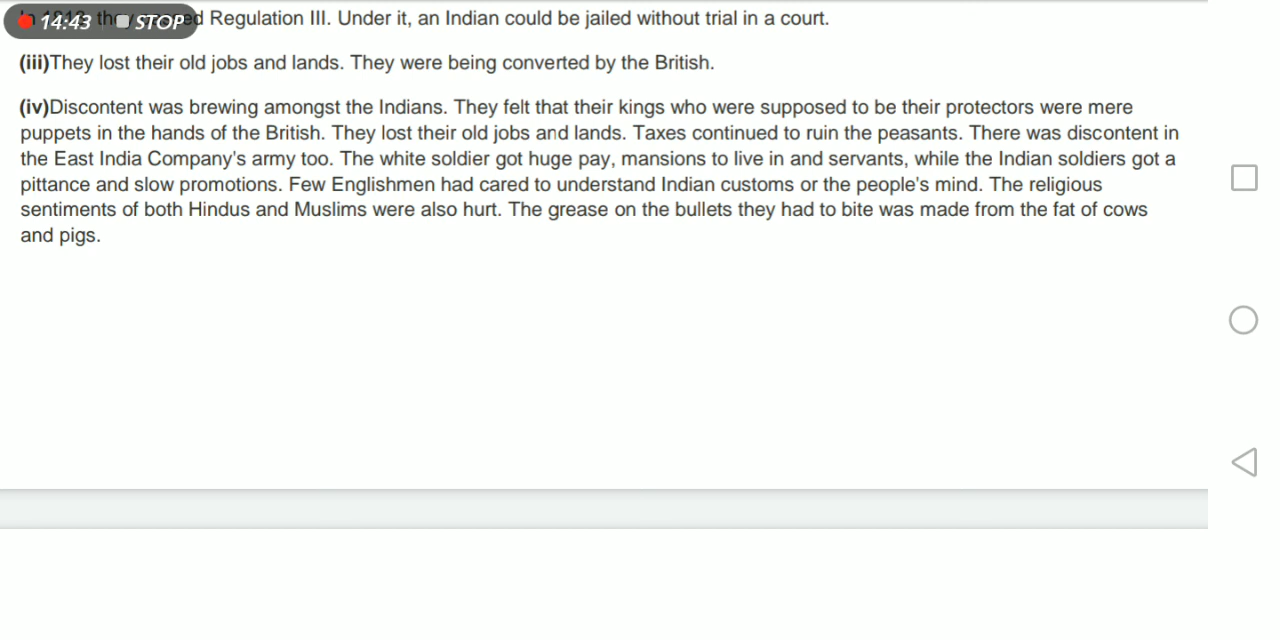 14:43 STOP
Regulation III. Under it, an Indian could be jailed without trial in a court.
(iii)They lost their old jobs and lands. They were being converted by the British.
(iv)Discontent was brewing amongst the Indians. They felt that their kings who were supposed to be their protectors were mere
puppets in the hands of the British. They lost their old jobs and lands. Taxes continued to ruin the peasants. There was discontent in
the East India Company's army too. The white soldier got huge pay, mansions to live in and servants, while the Indian soldiers got a
pittance and slow promotions. Few Englishmen had cared to understand Indian customs or the people's mind. The religious
sentiments of both Hindus and Muslims were also hurt. The grease on the bullets they had to bite was made from the fat of cows
and pigs.